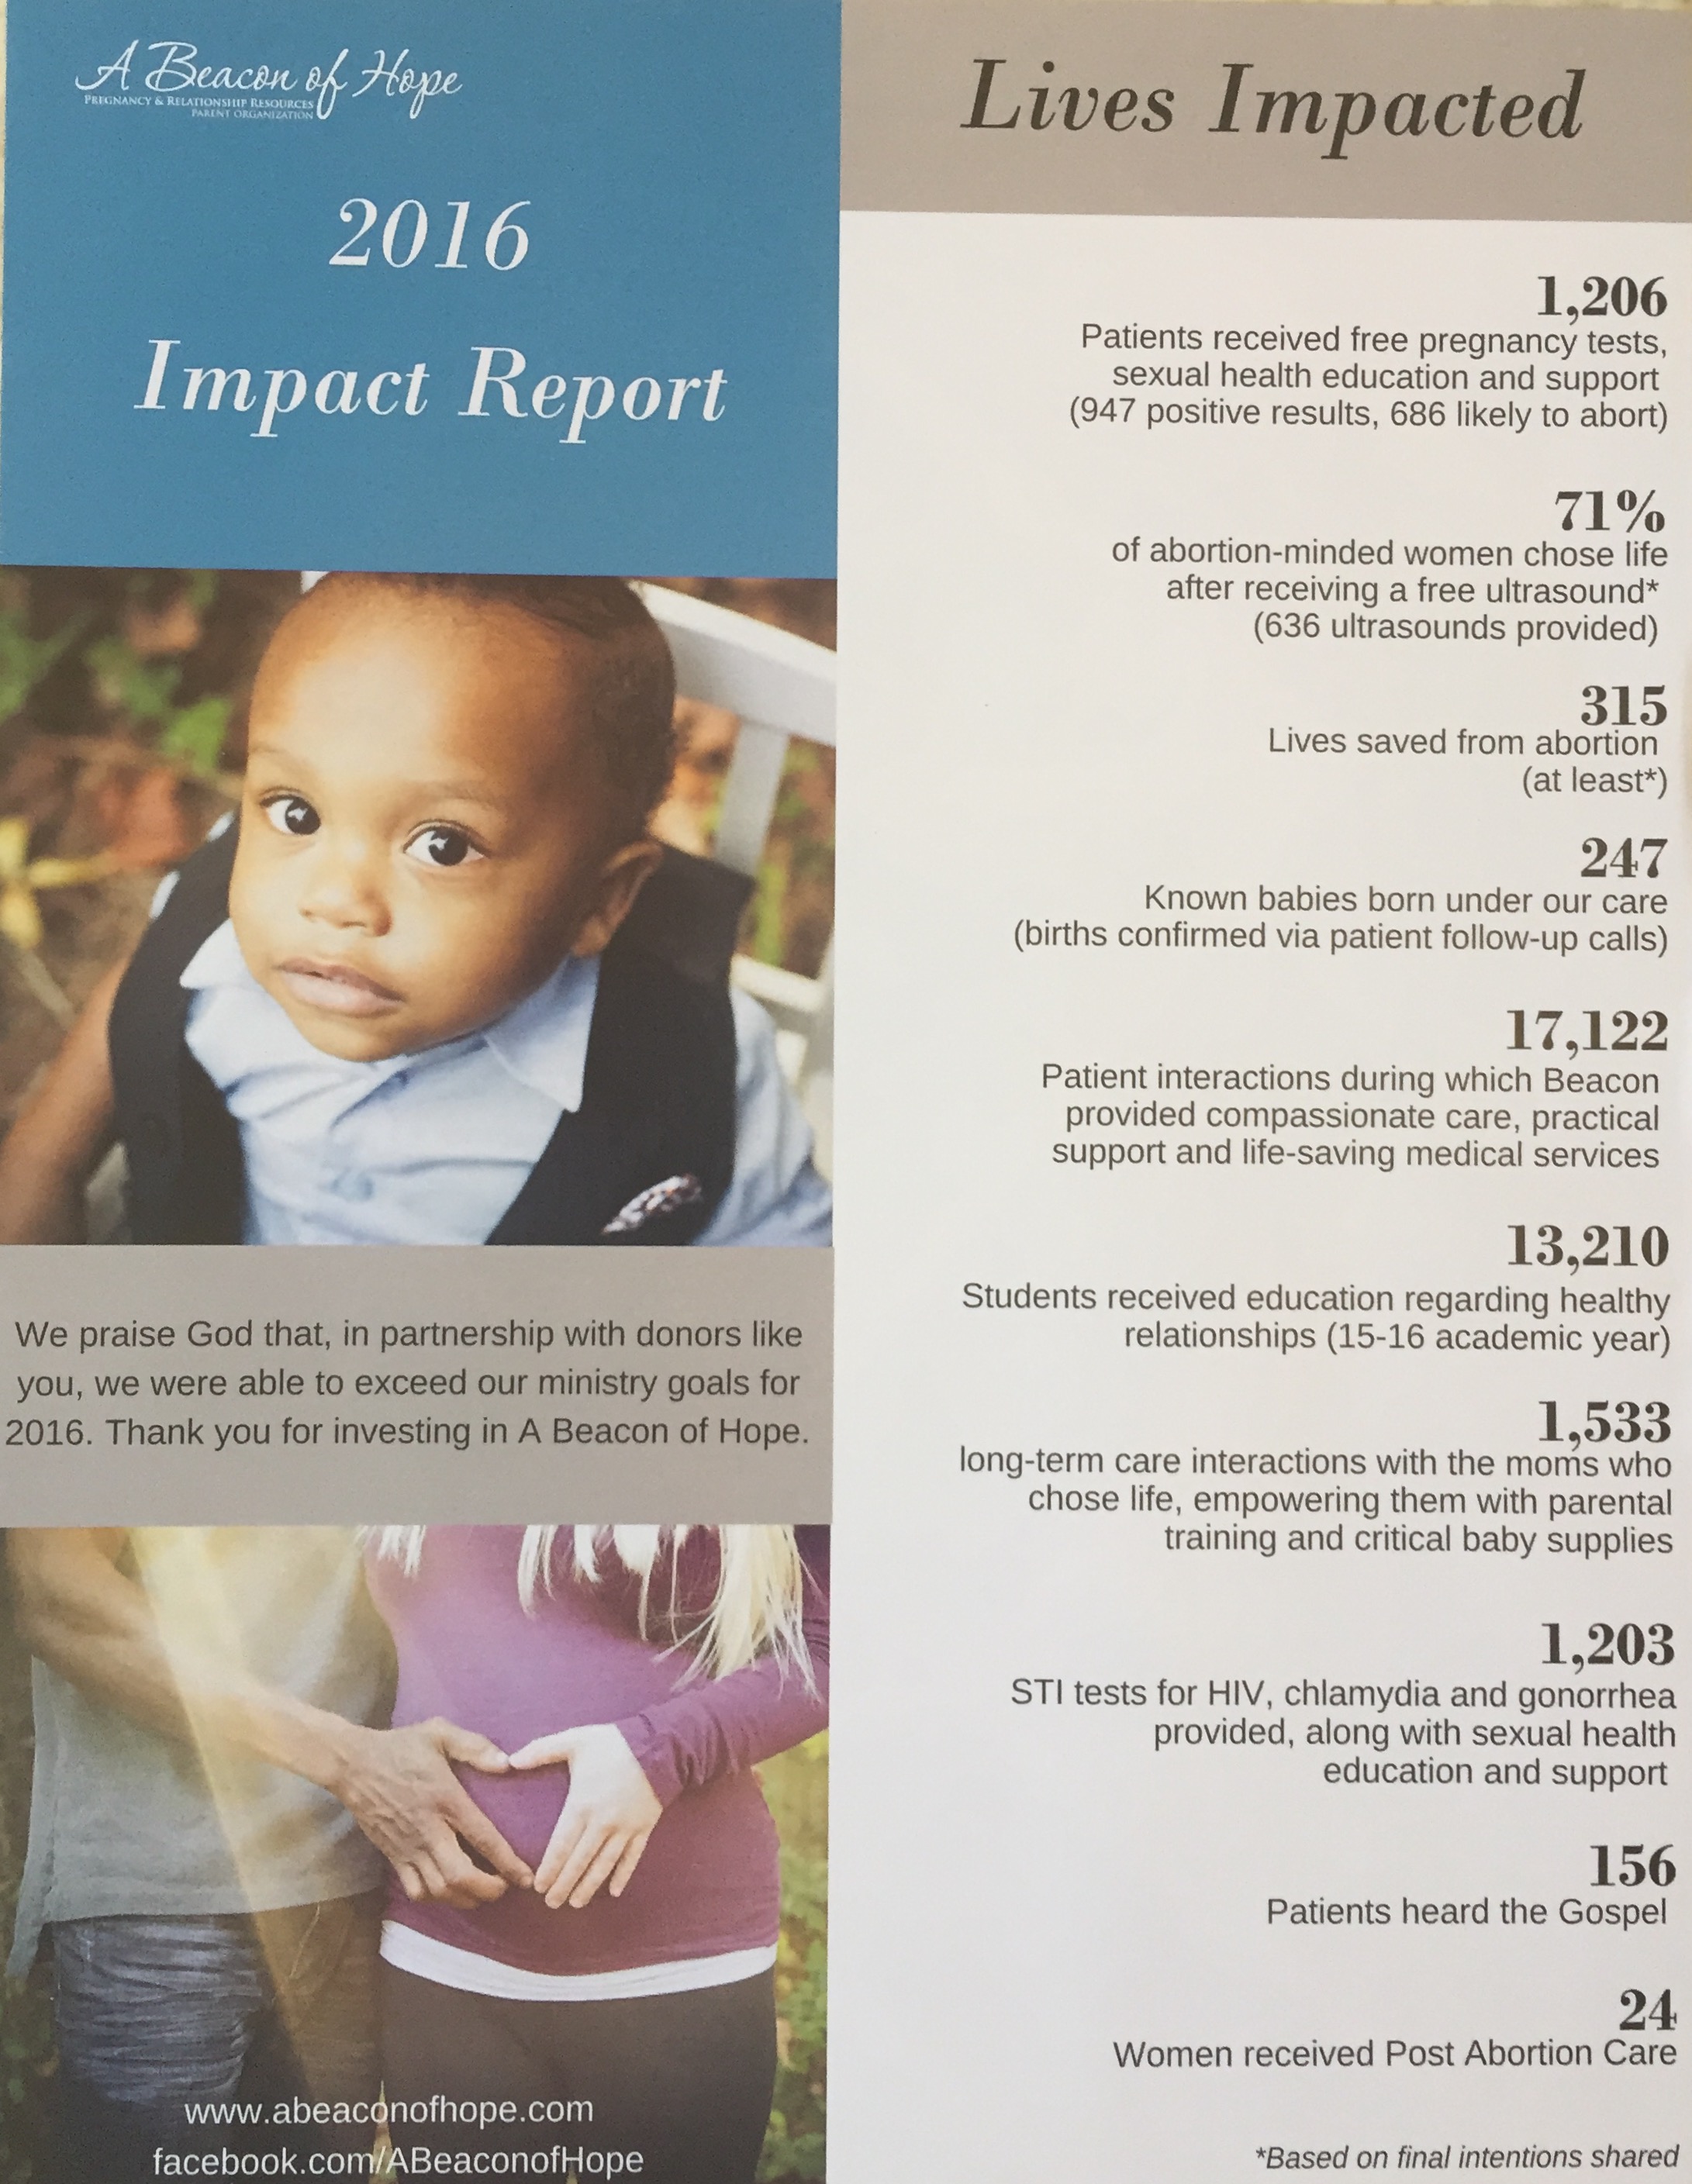 A Beacon of Hope
PREGNANCY & RELATIONSHIP RESOURCES
PARENT ORGANIZATION
2016
Impact Report
We praise God that, in partnership with donors like
you, we were able to exceed our ministry goals for
2016. Thank you for investing in A Beacon of Hope.
www.abeaconofhope.com
facebook.com/ABeaconofHope
Lives Impacted
1,206
Patients received free pregnancy tests,
sexual health education and support
(947 positive results, 686 likely to abort)
71%
of abortion-minded women chose life
after receiving a free ultrasound*
(636 ultrasounds provided)
315
Lives saved from abortion
(at least*)
247
Known babies born under our care
(births confirmed via patient follow-up calls)
17,122
Patient interactions during which Beacon
provided compassionate care, practical
support and life-saving medical services
13,210
Students received education regarding healthy
relationships (15-16 academic year)
1,533
long-term care interactions with the moms who
chose life, empowering them with parental
training and critical baby supplies
1,203
STI tests for HIV, chlamydia and gonorrhea
provided, along with sexual health
education and support
156
Patients heard the Gospel
24
Women received Post Abortion Care
*Based on final intentions shared